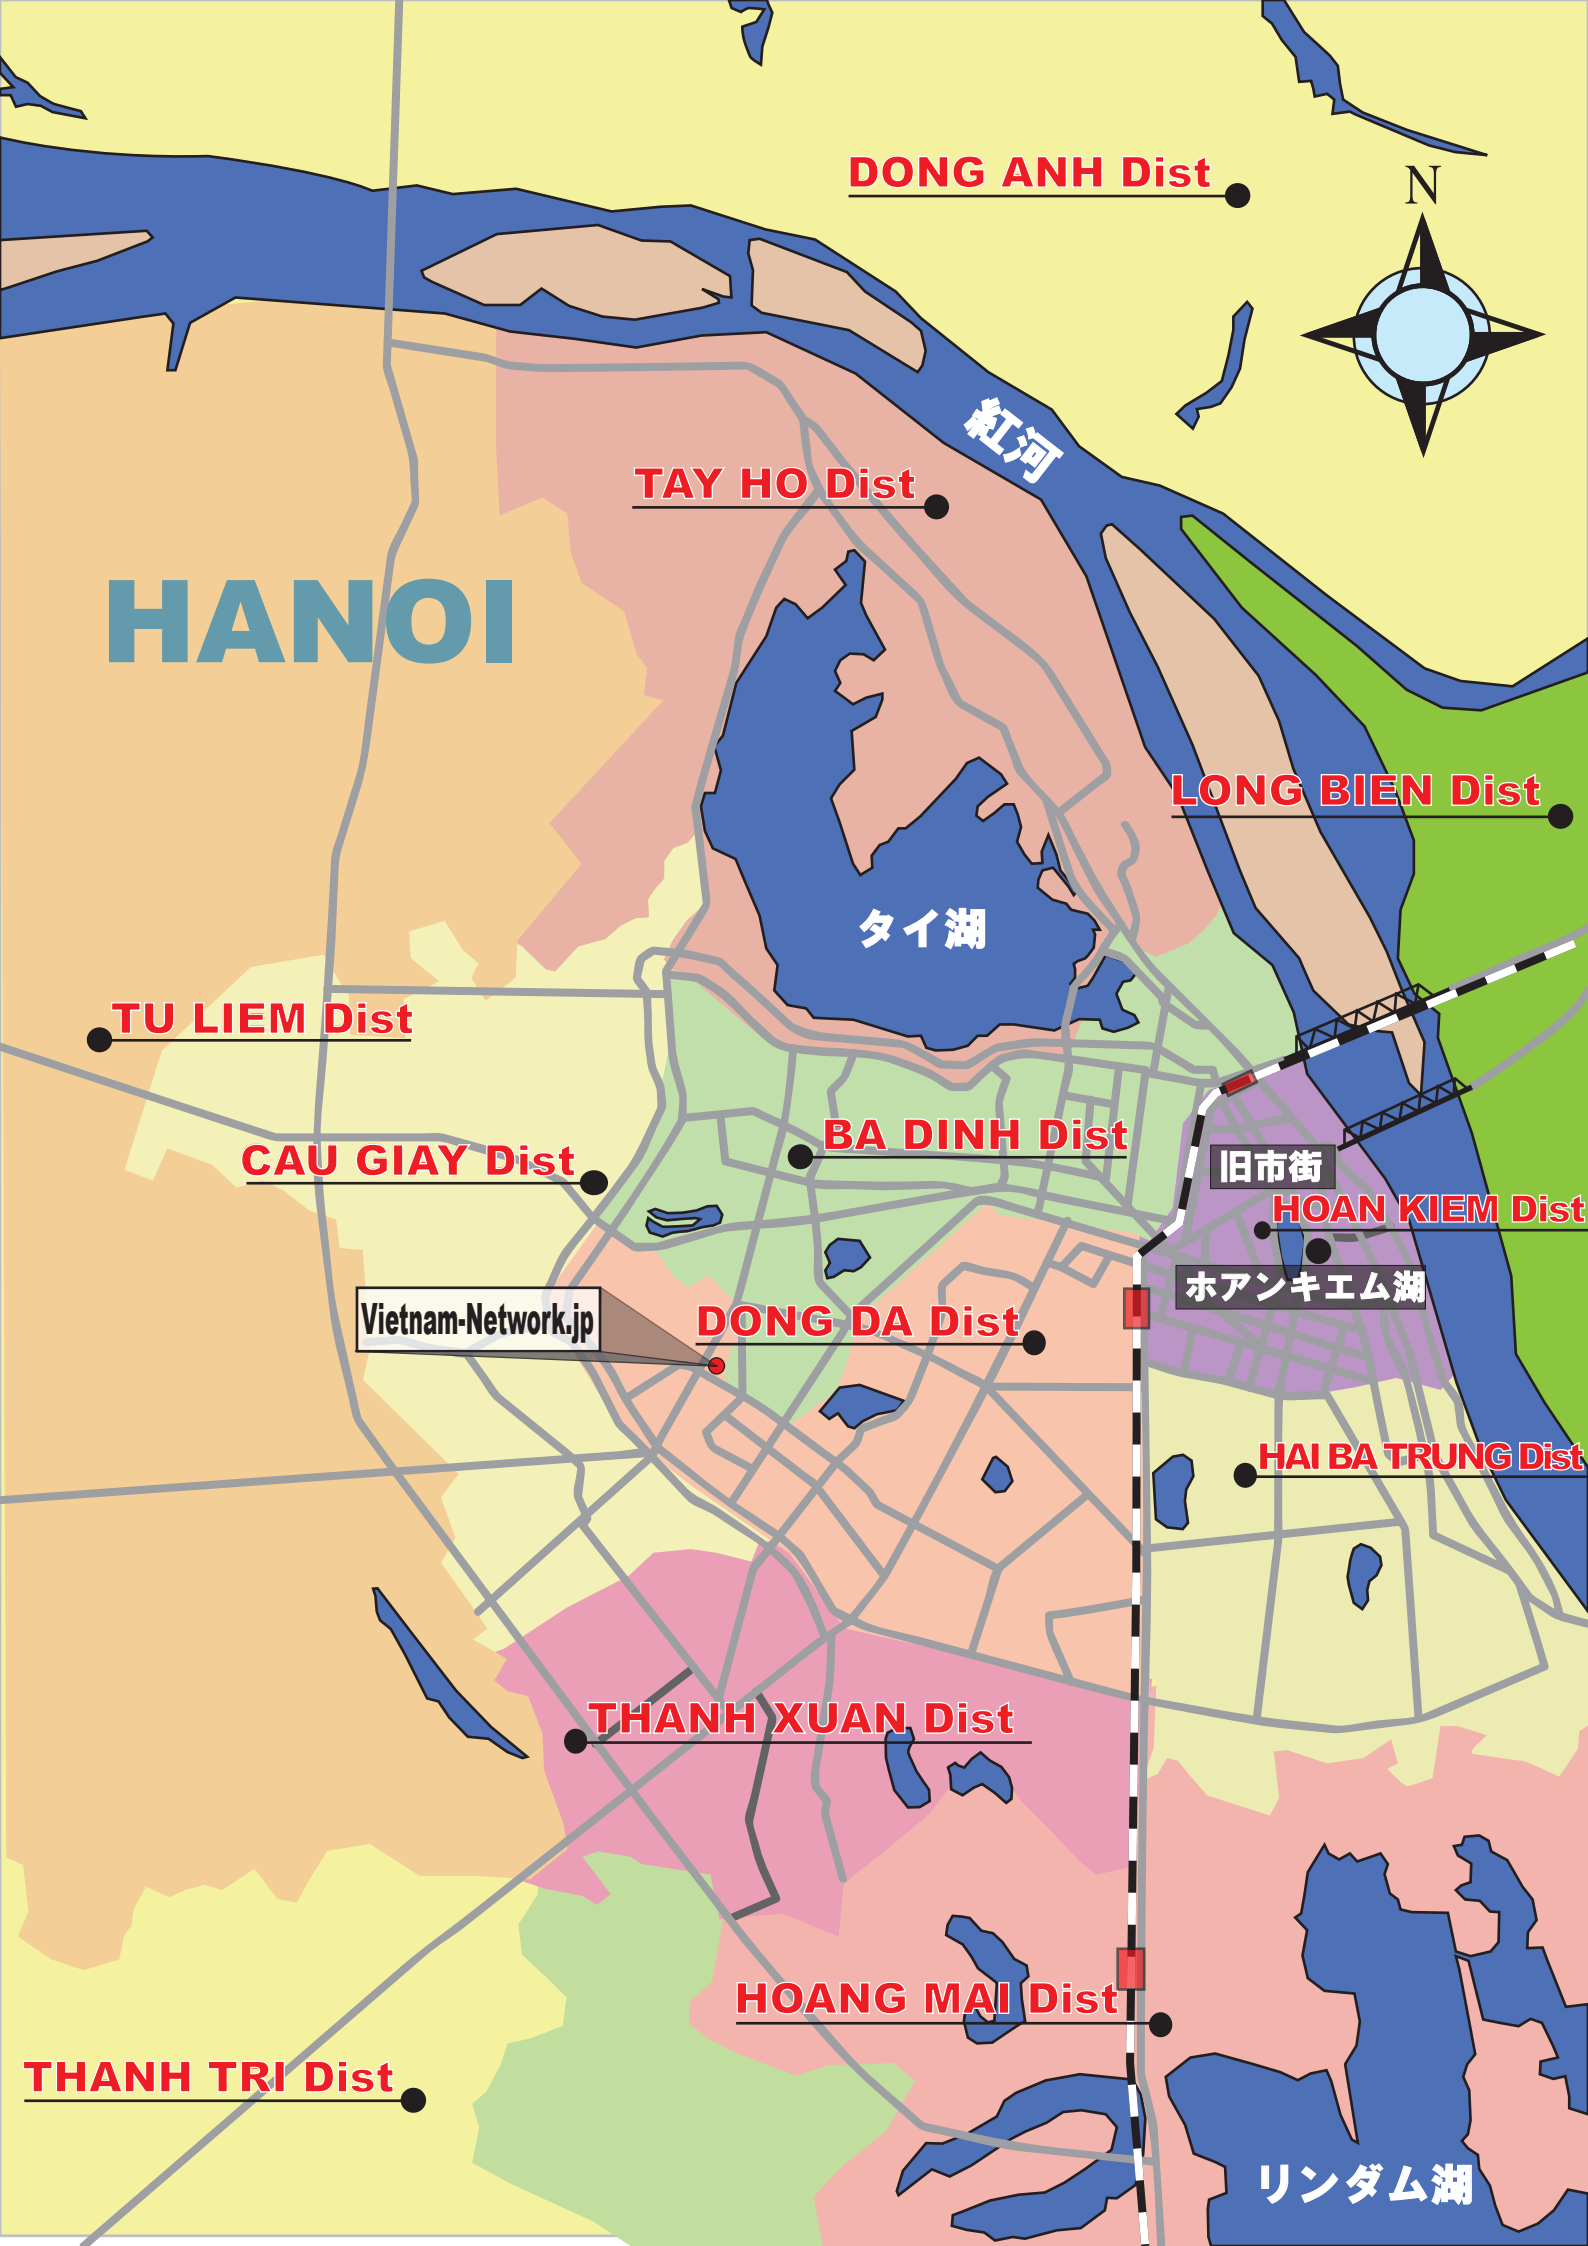 DONG ANH Dist
N
紅河
TAY HO Dist
HANOI
LONG BIEN Dist
タイ湖
TU LIEM Dist
BA DINH Dist
CAU GIAY Dist
旧市街
HOAN KIEM Dist
ホアンキエム湖
Vietnam-Network.jp
DONG DA Dist
HAI BA TRUNG Dist
THANH XUAN Dist
HOANG MAI Dist
THANH TRI Dist
リンダム湖